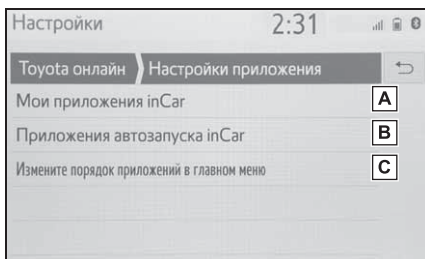 Настройки 2:31
Toyota онлайн Настройки приложения
Мои приложения inCar A
Приложения автозапуска inCar B
Измените порядок приложений в главном меню C